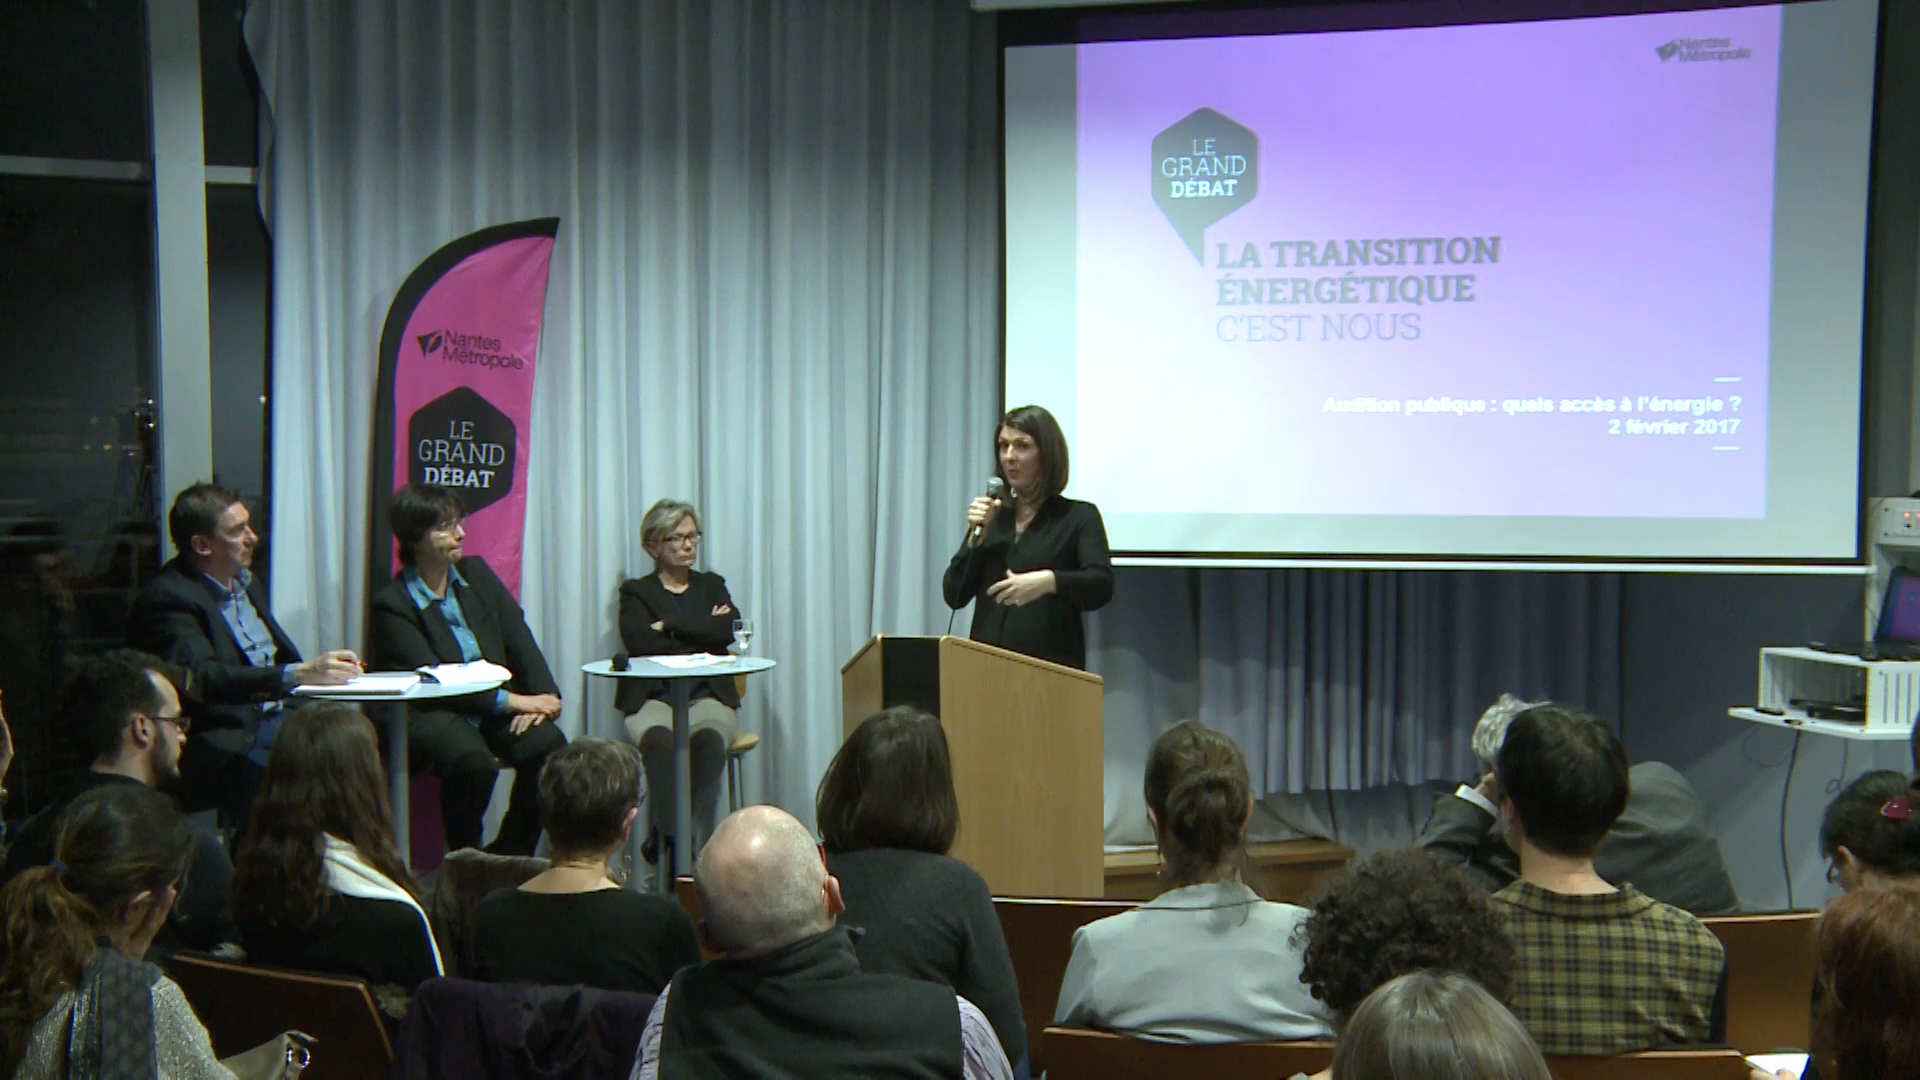 Nantes
Métropole
LE
GRAND
DÉBAT
LA TRANSITION
ÉNERGÉTIQUE
C'EST NOUS
Audition publique : quels accès à l'énergie ?
2 février 2017
Nantes
Métropole
LE
GRAND
DÉBAT